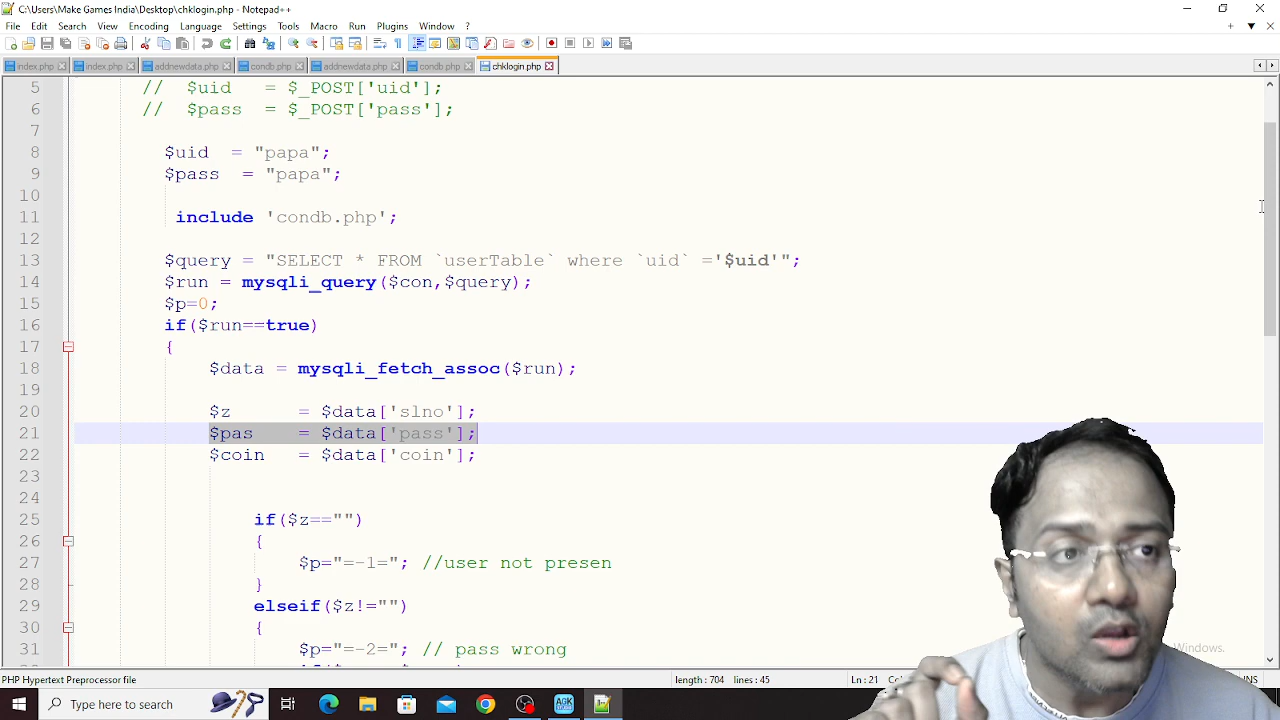 C:\Users\Make Games India\Desktop\chklogin.php - Notepad++
File Edit Search View Encoding Language Settings Tools Macro Run Plugins Window ?
index.php index.php addnewdata.php condb.php addnewdata.php condb.php chklogin.php
5 // $uid = $_POST['uid'];
6 // $pass = $_POST['pass'];
7
8 $uid = "papa";
9 $pass = "papa";
10
11 include 'condb.php';
12
13 $query = "SELECT * FROM `userTable` where `uid` ='$uid'";
14 $run = mysqli_query($con,$query);
15 $p=0;
16 if($run==true)
17 {
18 $data = mysqli_fetch_assoc($run);
19
20 $z = $data['slno'];
21 $pas = $data['pass'];
22 $coin = $data['coin'];
23
24
25 if($z=="")
26 {
27 $p="=-1="; //user not presen
28 }
29 elseif($z!="")
30 {
31 $p="=-2="; // pass wrong
PHP Hypertext Preprocessor file length : 704 lines : 45 Ln : 21 INS
Windows.
Type here to search
AGK STUDIO